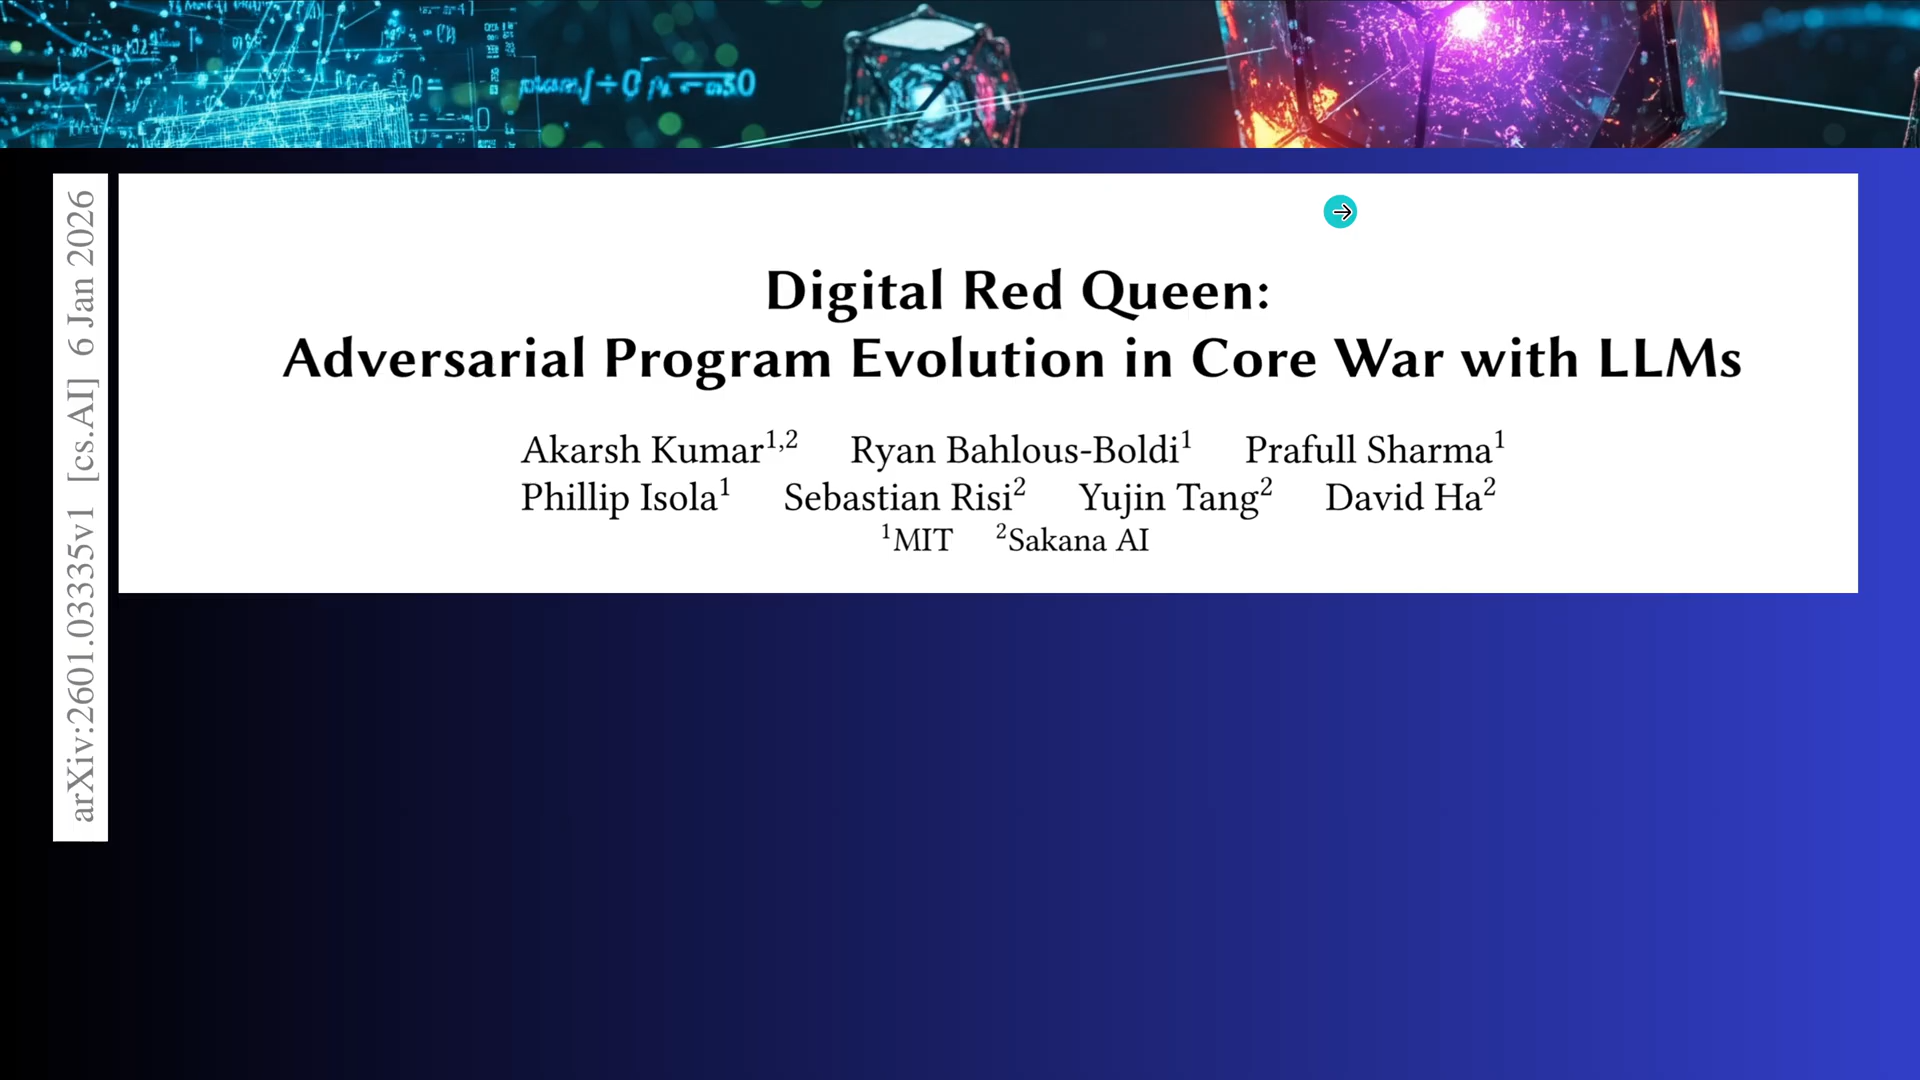 arXiv:2601.03335v1 [cs.AI] 6 Jan 2026
Digital Red Queen:
Adversarial Program Evolution in Core War with LLMs
Akarsh Kumar¹,² Ryan Bahlous-Boldi¹ Prafull Sharma¹
Phillip Isola¹ Sebastian Risi² Yujin Tang² David Ha²
¹MIT ²Sakana AI